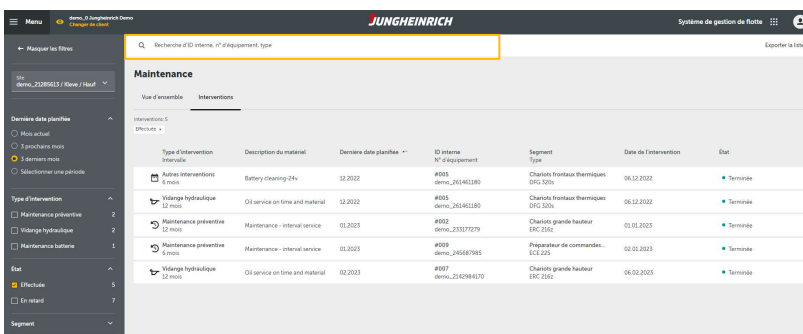 Menu
demo_0 Jungheinrich Demo
Changer de client
JUNGHEINRICH
Système de gestion de flotte
← Masquer les filtres
Recherche d'ID interne, n° d'équipement, type
Exporter la liste
Site
demo_21285613 / Kleve / Hauf
Maintenance
Vue d'ensemble Interventions
Dernière date planifiée
Mois actual
3 prochains mois
3 derniers mois
Sélectionner une période
Interventions: 5
Effectuée ×
Type d'intervention Description du matériel Dernière date planifiée ID interne Segment Date de l'intervention État
Intervalle N° d'équipement Type
Autres interventions Battery cleaning-24v 12.2022 #005 Chariots frontaux thermiques 06.12.2022 Terminée
6 mois demo_261461180 DFG 320s
Vidange hydraulique Oil service on time and material 12.2022 #005 Chariots frontaux thermiques 06.12.2022 Terminée
12 mois demo_261461180 DFG 320s
Maintenance préventive Maintenance - interval service 01.2023 #002 Chariots grande hauteur 01.01.2023 Terminée
12 mois demo_233177279 ERC 216z
Maintenance préventive Maintenance - interval service 01.2023 #009 Préparateur de commandes... 02.01.2023 Terminée
6 mois demo_245687985 ECE 225
Vidange hydraulique Oil service on time and material 02.2023 #007 Chariots grande hauteur 06.02.2023 Terminée
12 mois demo_2142984170 ERC 216z
Type d'intervention
Maintenance préventive 2
Vidange hydraulique 2
Maintenance batterie 1
État
Effectuée 5
En retard 7
Segment